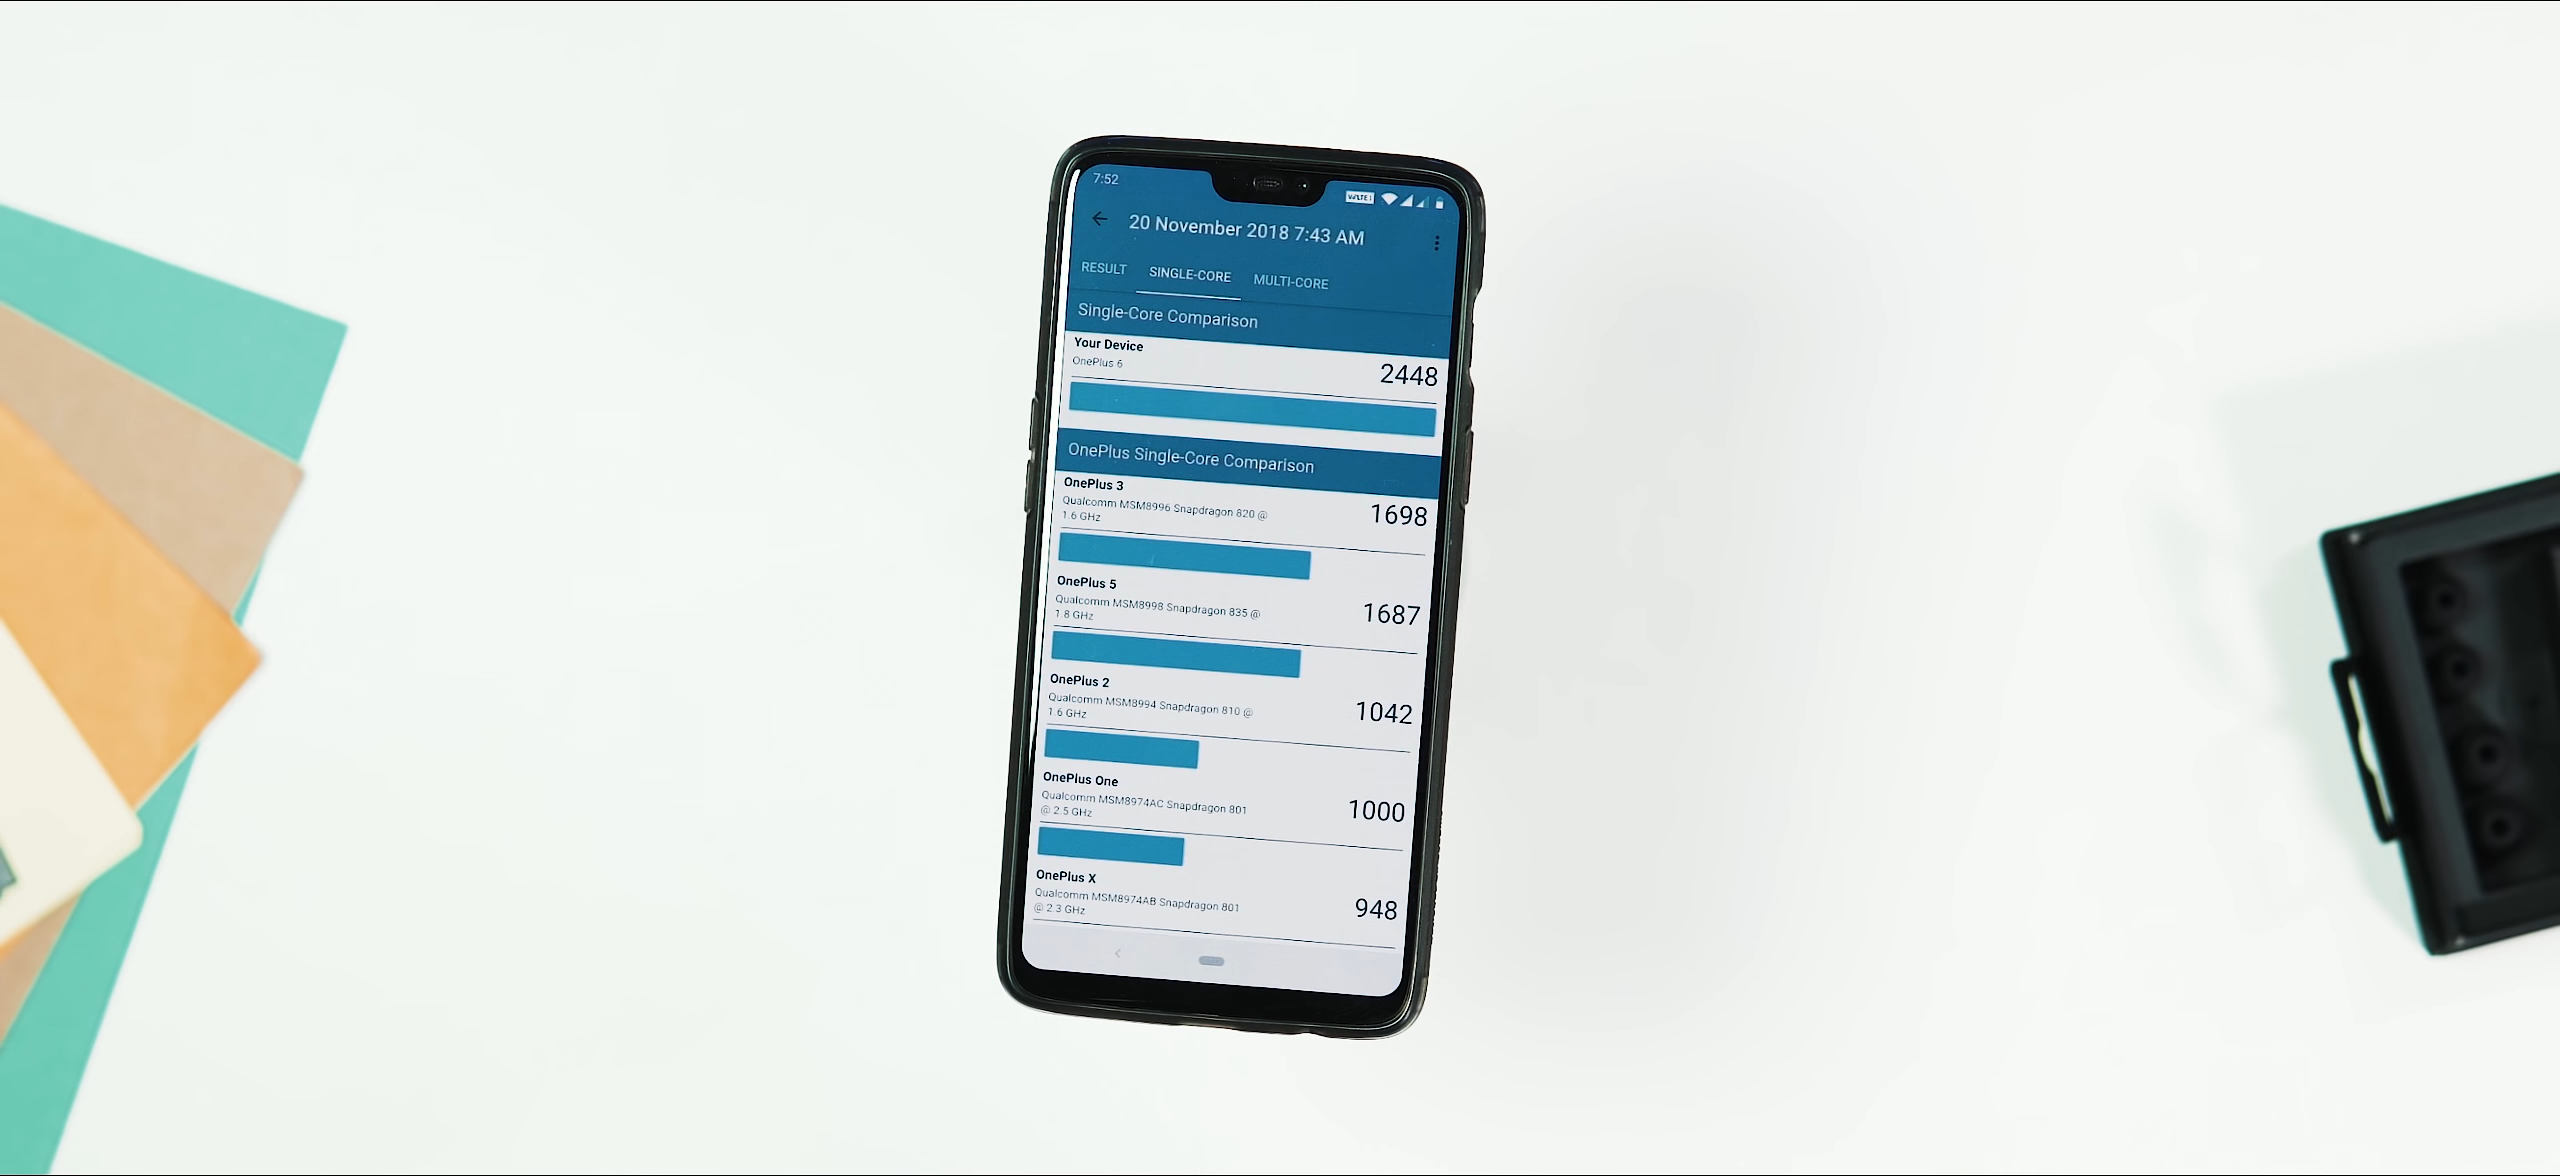 7:52
VoLTE 1
20 November 2018 7:43 AM
RESULT SINGLE-CORE MULTI-CORE
Single-Core Comparison
Your Device
OnePlus 6
2448
OnePlus Single-Core Comparison
OnePlus 3
Qualcomm MSM8996 Snapdragon 820 @
1.6 GHz
1698
OnePlus 5
Qualcomm MSM8998 Snapdragon 835 @
1.8 GHz
1687
OnePlus 2
Qualcomm MSM8994 Snapdragon 810 @
1.6 GHz
1042
OnePlus One
Qualcomm MSM8974AC Snapdragon 801
@ 2.5 GHz
1000
OnePlus X
Qualcomm MSM8974AB Snapdragon 801
@ 2.3 GHz
948